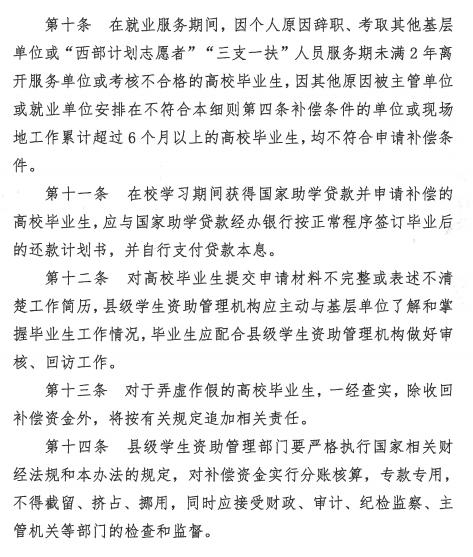 第十条 在就业服务期间，因个人原因辞职、考取其他基层
单位或“西部计划志愿者”“三支一扶”人员服务期未满2年离
开服务单位或考核不合格的高校毕业生，因其他原因被主管单位
或就业单位安排在不符合本细则第四条补偿条件的单位或现场
地工作累计超过6个月以上的高校毕业生，均不符合申请补偿条
件。
第十一条 在校学习期间获得国家助学贷款并申请补偿的
高校毕业生，应与国家助学贷款经办银行按正常程序签订毕业后
的还款计划书，并自行支付贷款本息。
第十二条 对高校毕业生提交申请材料不完整或表述不清
楚工作简历，县级学生资助管理机构应主动与基层单位了解和掌
握毕业生工作情况，毕业生应配合县级学生资助管理机构做好审
核、回访工作。
第十三条 对于弄虚作假的高校毕业生，一经查实，除收回
补偿资金外，将按有关规定追加相关责任。
第十四条 县级学生资助管理部门要严格执行国家相关财
经法规和本办法的规定，对补偿资金实行分账核算，专款专用，
不得截留、挤占、挪用，同时应接受财政、审计、纪检监察、主
管机关等部门的检查和监督。